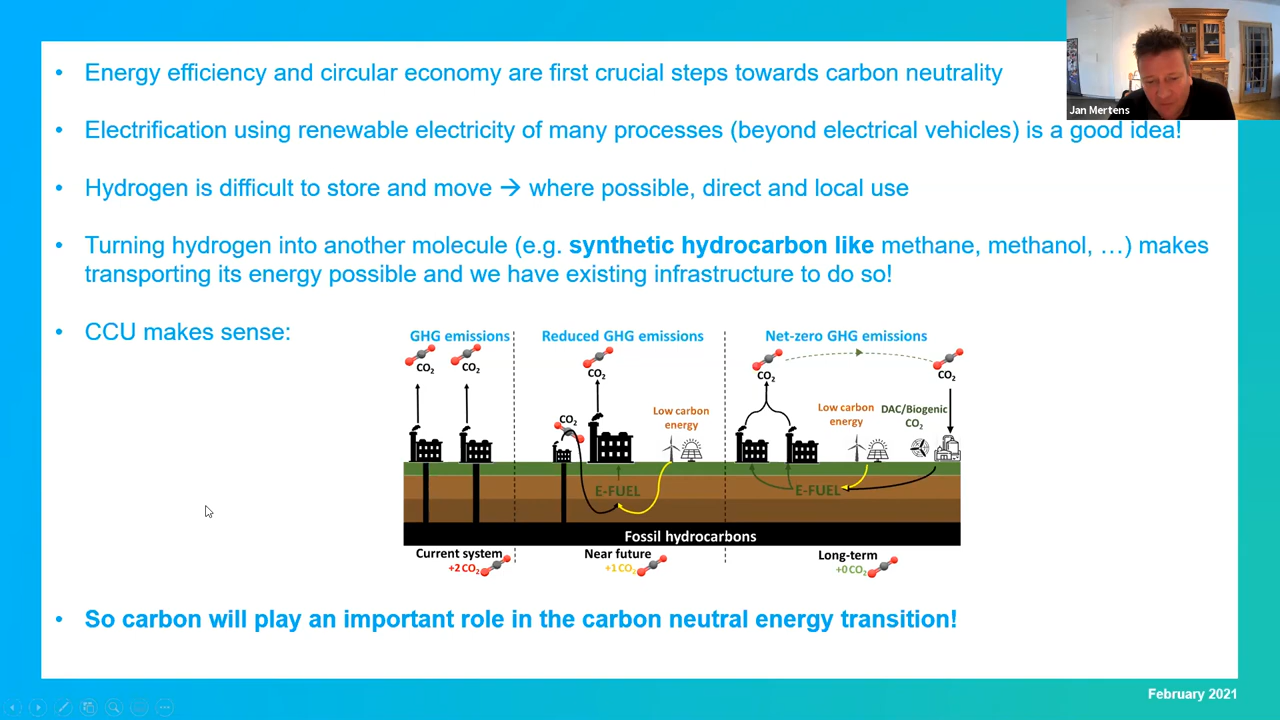 • Energy efficiency and circular economy are first crucial steps towards carbon neutrality
Jan Mertens
• Electrification using renewable electricity of many processes (beyond electrical vehicles) is a good idea!
• Hydrogen is difficult to store and move → where possible, direct and local use
• Turning hydrogen into another molecule (e.g. synthetic hydrocarbon like methane, methanol, …) makes
transporting its energy possible and we have existing infrastructure to do so!
• CCU makes sense:
GHG emissions
CO₂
CO₂
Current system
+2 CO₂
Reduced GHG emissions
CO₂
CO₂
Low carbon
energy
E-FUEL
Near future
+1 CO₂
Net-zero GHG emissions
CO₂
CO₂
Low carbon
energy
DAC/Biogenic
CO₂
E-FUEL
Long-term
+0 CO₂
Fossil hydrocarbons
• So carbon will play an important role in the carbon neutral energy transition!
February 2021